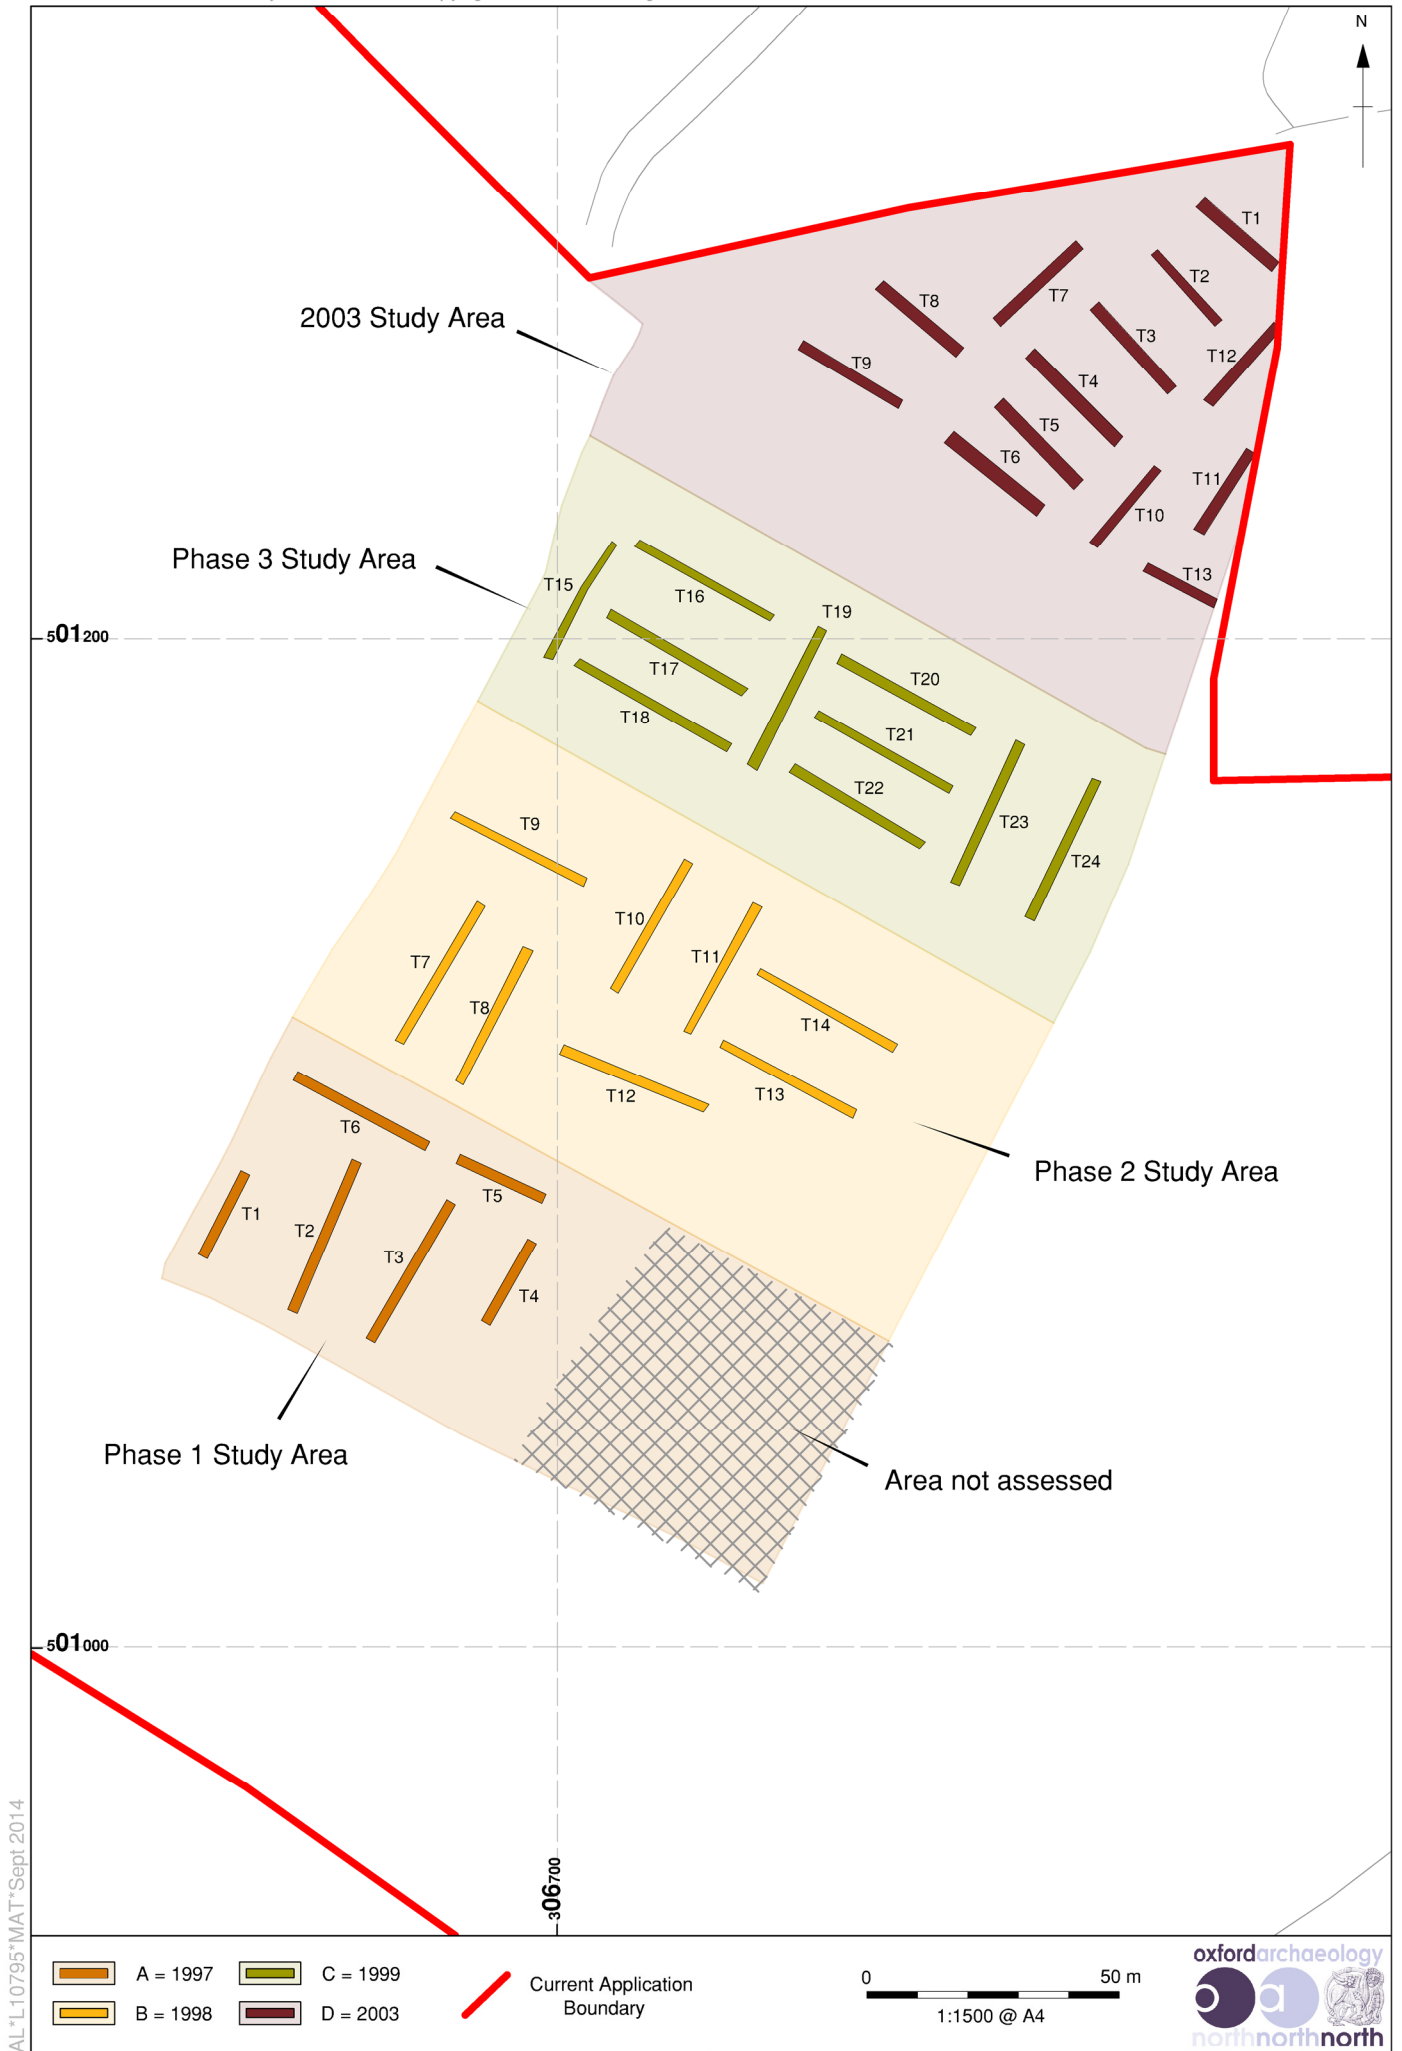 N
T1
T2
T7
T8
T3
T12
2003 Study Area
T9
T4
T5
T6
T11
T10
Phase 3 Study Area
T13
T15
T16
T19
501200
T17
T20
T18
T21
T22
T23
T9
T24
T10
T7
T11
T8
T14
T12
T13
T6
Phase 2 Study Area
T5
T1
T2
T3
T4
Phase 1 Study Area
Area not assessed
501000
306700
AL*L10795*MAT*Sept 2014
A = 1997
B = 1998
C = 1999
D = 2003
Current Application
Boundary
0 50 m
1:1500 @ A4
oxfordarchaeology
oa
northnorthnorth